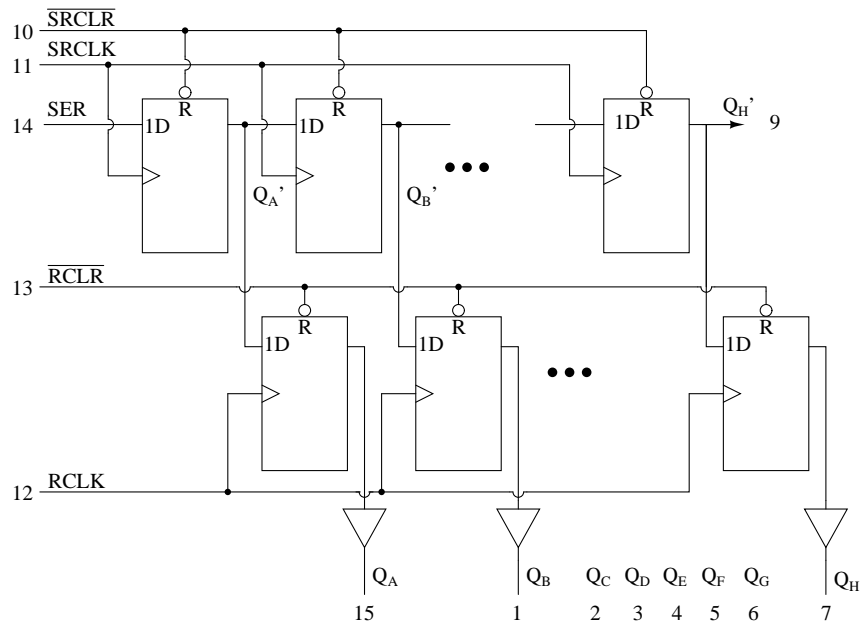 10 SRCLR
11 SRCLK
14 SER
R R R
1D 1D 1D
QH’ 9
QA’ QB’
13 RCLR
R R R
1D 1D 1D
12 RCLK
QA QB QC QD QE QF QG QH
15 1 2 3 4 5 6 7